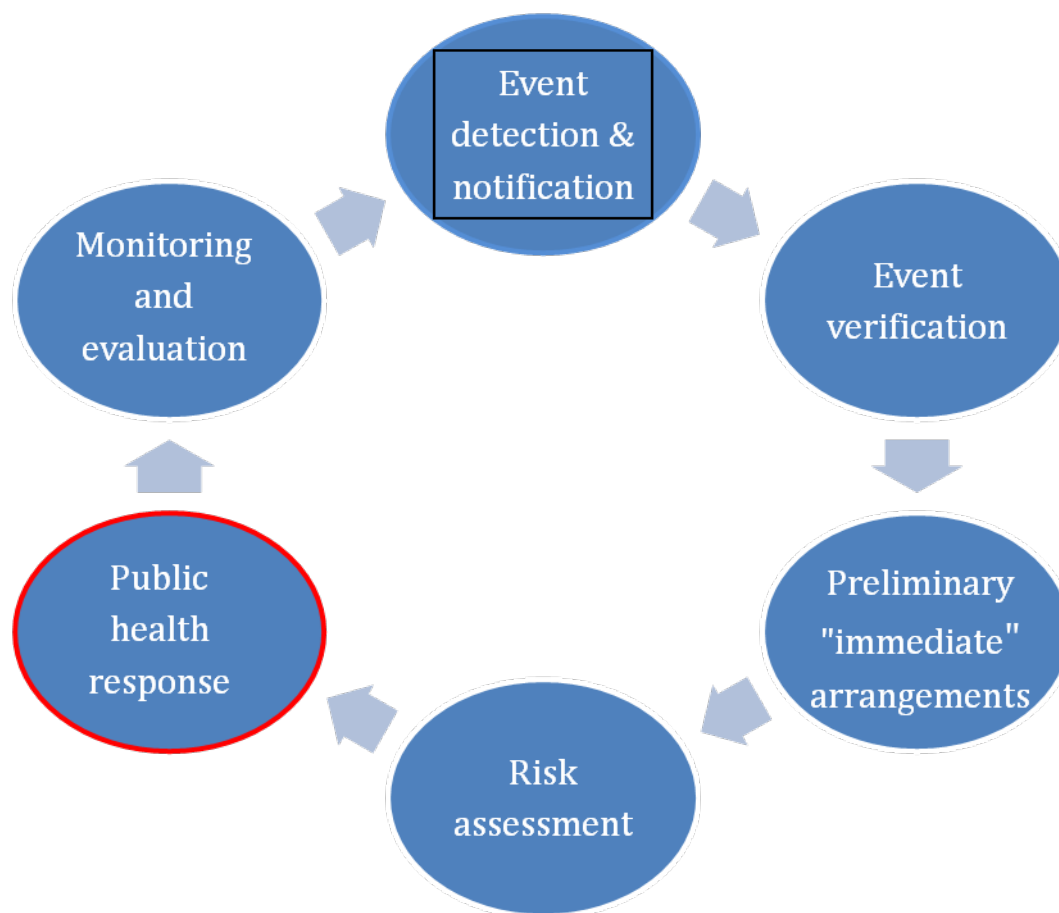 Event
detection &
notification
Event
verification
Preliminary
"immediate"
arrangements
Risk
assessment
Public
health
response
Monitoring
and
evaluation